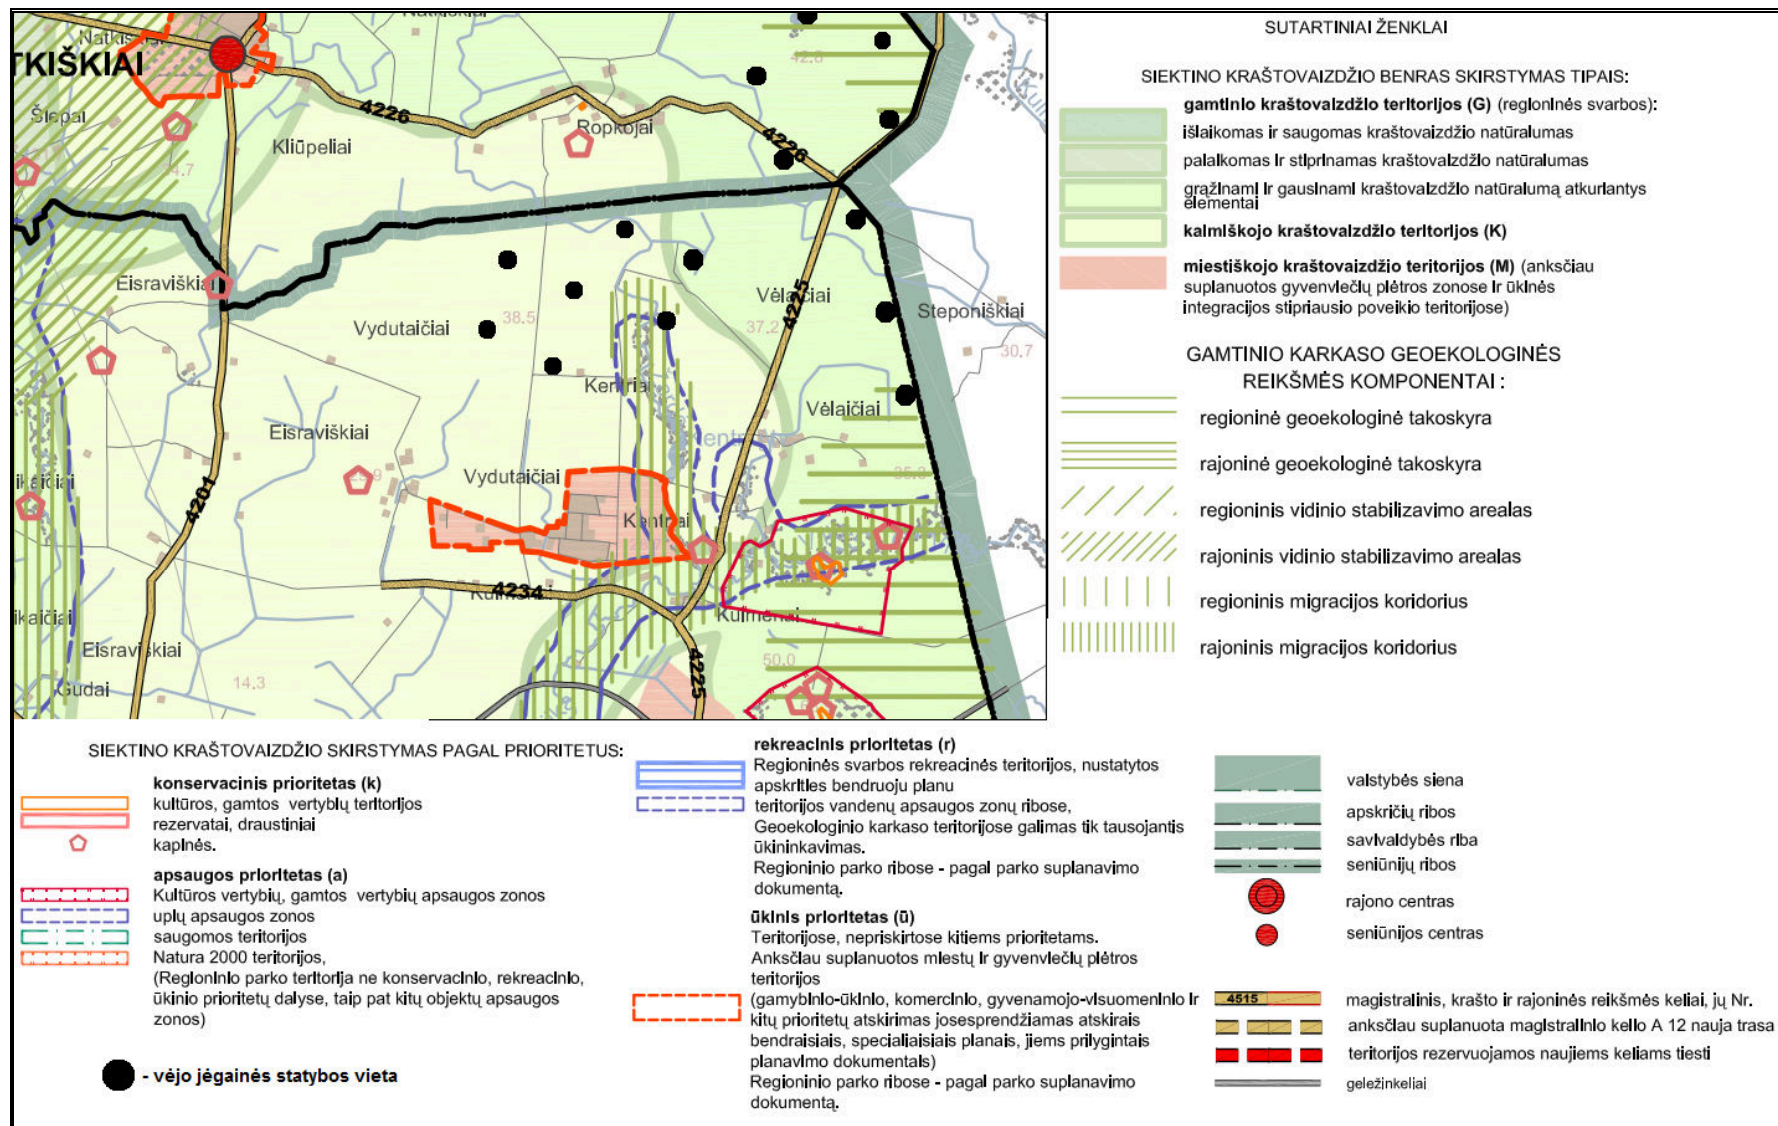 Natkiškiai
TKIŠKIAI
Šlepai
34.7
Kliūpeliai
4226
Ropkojai
42.8
4226
Eisraviškiai
Vydutaičiai
38.5
Vėlaičiai
37.2
4225
Steponiškiai
30.7
Kentriai
Vėlaičiai
Eisraviškiai
Vydutaičiai
4201
Kentriai
35.3
ikaičiai
4234
Kulmenai
Kulmenai
ikaičiai
Eisraviškiai
Gudai
14.3
50.0
4225
SUTARTINIAI ŽENKLAI
SIEKTINO KRAŠTOVAIZDŽIO BENRAS SKIRSTYMAS TIPAIS:
gamtinio kraštovaizdžio teritorijos (G) (regioninės svarbos):
išlaikomas ir saugomas kraštovaizdžio natūralumas
palaikomas ir stiprinamas kraštovaizdžio natūralumas
grąžinami ir gausinami kraštovaizdžio natūralumą atkuriantys
elementai
kaimiškojo kraštovaizdžio teritorijos (K)
miestiškojo kraštovaizdžio teritorijos (M) (anksčiau
suplanuotos gyvenviečių plėtros zonose ir ūkinės
integracijos stipriausio poveikio teritorijose)
GAMTINIO KARKASO GEOEKOLOGINĖS
REIKŠMĖS KOMPONENTAI :
regioninė geoekologinė takoskyra
rajoninė geoekologinė takoskyra
regioninis vidinio stabilizavimo arealas
rajoninis vidinio stabilizavimo arealas
regioninis migracijos koridorius
rajoninis migracijos koridorius
SIEKTINO KRAŠTOVAIZDŽIO SKIRSTYMAS PAGAL PRIORITETUS:
konservacinis prioritetas (k)
kultūros, gamtos vertybių teritorijos
rezervatai, draustiniai
kapinės.
apsaugos prioritetas (a)
Kultūros vertybių, gamtos vertybių apsaugos zonos
upių apsaugos zonos
saugomos teritorijos
Natura 2000 teritorijos,
(Regioninio parko teritorija ne konservacinio, rekreacinio,
ūkinio prioritetų dalyse, taip pat kitų objektų apsaugos
zonos)
- vėjo jėgainės statybos vieta
rekreacinis prioritetas (r)
Regioninės svarbos rekreacinės teritorijos, nustatytos
apskrities bendruoju planu
teritorijos vandenų apsaugos zonų ribose,
Geoekologinio karkaso teritorijose galimas tik tausojantis
ūkininkavimas.
Regioninio parko ribose - pagal parko suplanavimo
dokumentą.
ūkinis prioritetas (ū)
Teritorijose, nepriskirtose kitiems prioritetams.
Anksčiau suplanuotos miestų ir gyvenviečių plėtros
teritorijos
(gamybinio-ūkinio, komercinio, gyvenamojo-visuomeninio ir
kitų prioritetų atskirimas josesprendžiamas atskirais
bendraisiais, specialiaisiais planais, jiems prilygintais
planavimo dokumentais)
Regioninio parko ribose - pagal parko suplanavimo
dokumentą.
valstybės siena
apskričių ribos
savivaldybės riba
seniūnijų ribos
rajono centras
seniūnijos centras
4515 magistralinis, krašto ir rajoninės reikšmės keliai, jų Nr.
anksčiau suplanuota magistralinio kelio A 12 nauja trasa
teritorijos rezervuojamos naujiems keliams tiesti
geležinkeliai